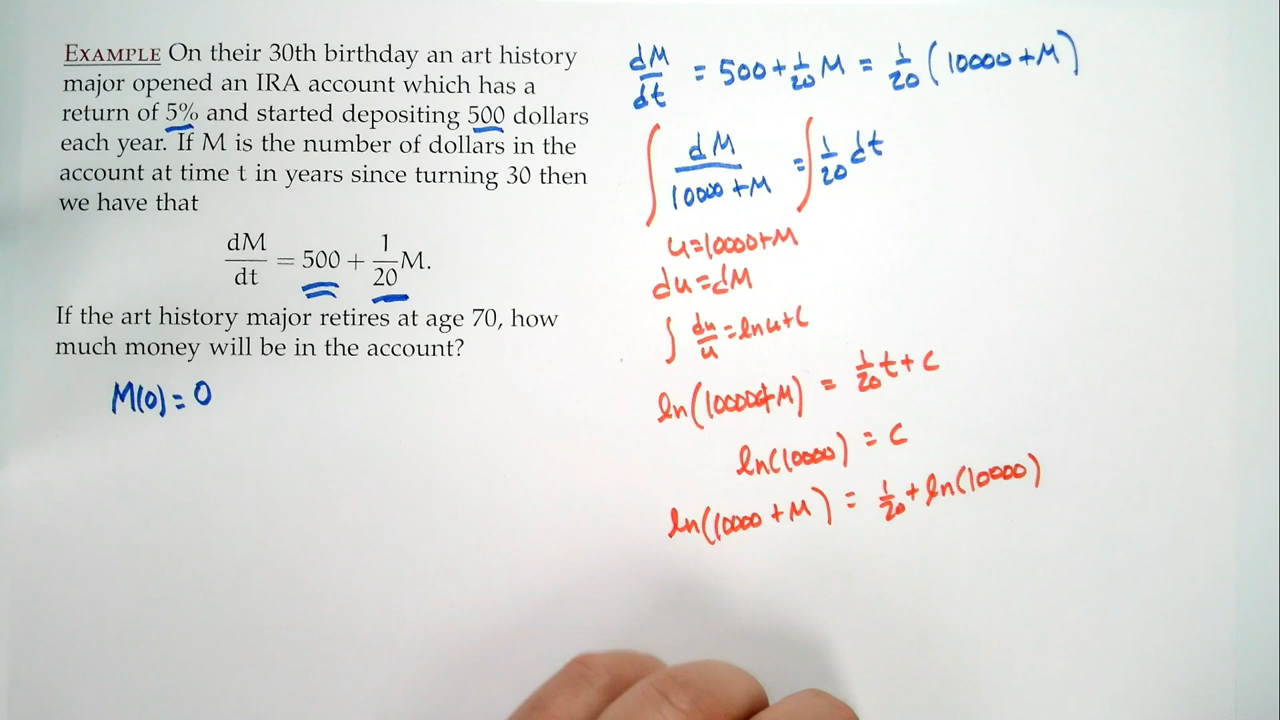 EXAMPLE On their 30th birthday an art history
major opened an IRA account which has a
return of 5% and started depositing 500 dollars
each year. If M is the number of dollars in the
account at time t in years since turning 30 then
we have that
dM/dt = 500 + 1/20 M.
If the art history major retires at age 70, how
much money will be in the account?
M(0) = 0
dM/dt = 500 + 1/20 M = 1/20 (10000 + M)
∫ dM/(10000 + M) = ∫ 1/20 dt
u = 10000 + M
du = dM
∫ du/u = ln u + C
ln(10000 + M) = 1/20 t + C
ln(10000) = C
ln(10000 + M) = 1/20 + ln(10000)